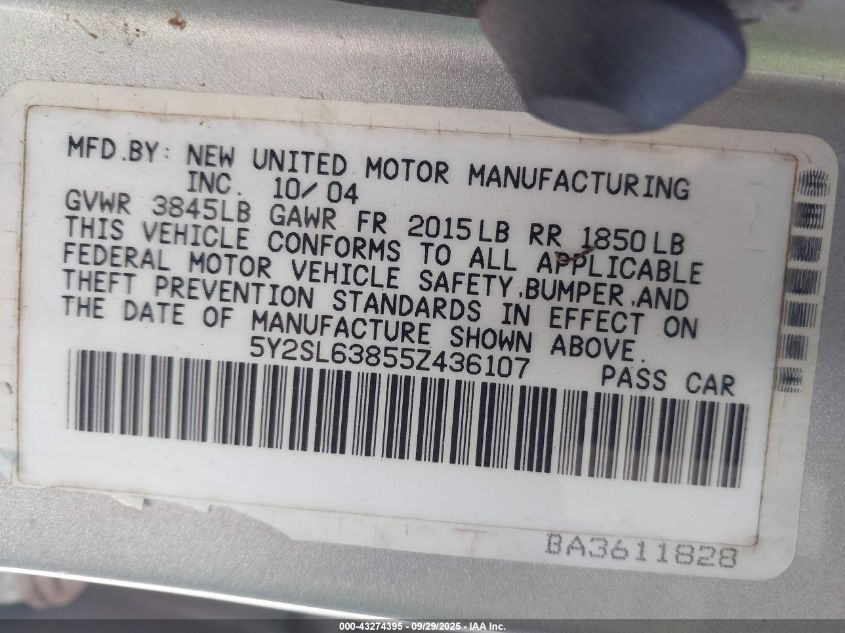 MFD.BY: NEW UNITED MOTOR MANUFACTURING
INC. 10/04
GVWR 3845LB GAWR FR 2015LB RR 1850LB
THIS VEHICLE CONFORMS TO ALL APPLICABLE
FEDERAL MOTOR VEHICLE SAFETY,BUMPER,AND
THEFT PREVENTION STANDARDS IN EFFECT ON
THE DATE OF MANUFACTURE SHOWN ABOVE.
5Y2SL63855Z436107 PASS CAR
BA3611828
000-43274395 - 09/29/2025 - IAA Inc.